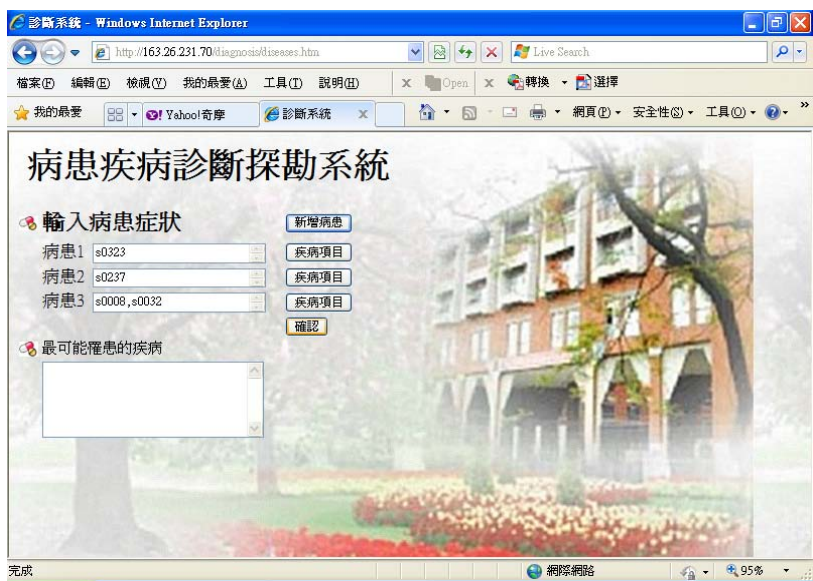 診斷系統 - Windows Internet Explorer
http://163.26.231.70/diagnosis/diseases.htm
Live Search
檔案(F) 編輯(E) 檢視(V) 我的最愛(A) 工具(T) 說明(H) x Open x 轉換 選擇
我的最愛 Yahoo!奇摩 診斷系統 x 網頁(P) 安全性(S) 工具(O) »
病患疾病診斷探勘系統
輸入病患症狀 新增病患
病患1 s0323 疾病項目
病患2 s0237 疾病項目
病患3 s0008,s0032 疾病項目
確認
最可能罹患的疾病
完成 網際網路 95%